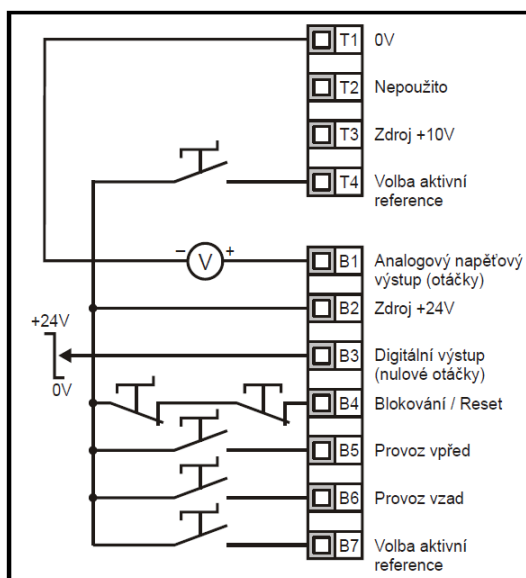 T1 0V
T2 Nepoužito
T3 Zdroj +10V
T4 Volba aktivní
reference
− V +
B1 Analogový napěťový
výstup (otáčky)
B2 Zdroj +24V
+24V
0V
B3 Digitální výstup
(nulové otáčky)
B4 Blokování / Reset
B5 Provoz vpřed
B6 Provoz vzad
B7 Volba aktivní
reference